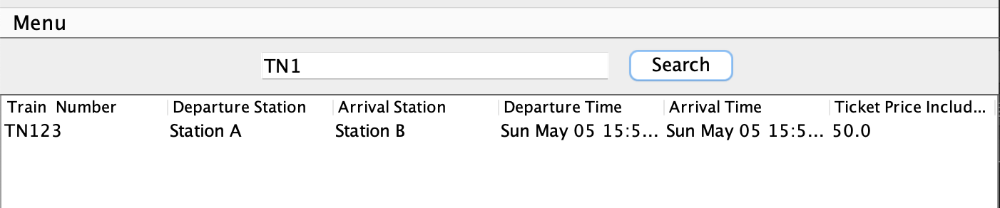 Menu
TN1 Search
Train Number Departure Station Arrival Station Departure Time Arrival Time Ticket Price Includ...
TN123 Station A Station B Sun May 05 15:5... Sun May 05 15:5... 50.0